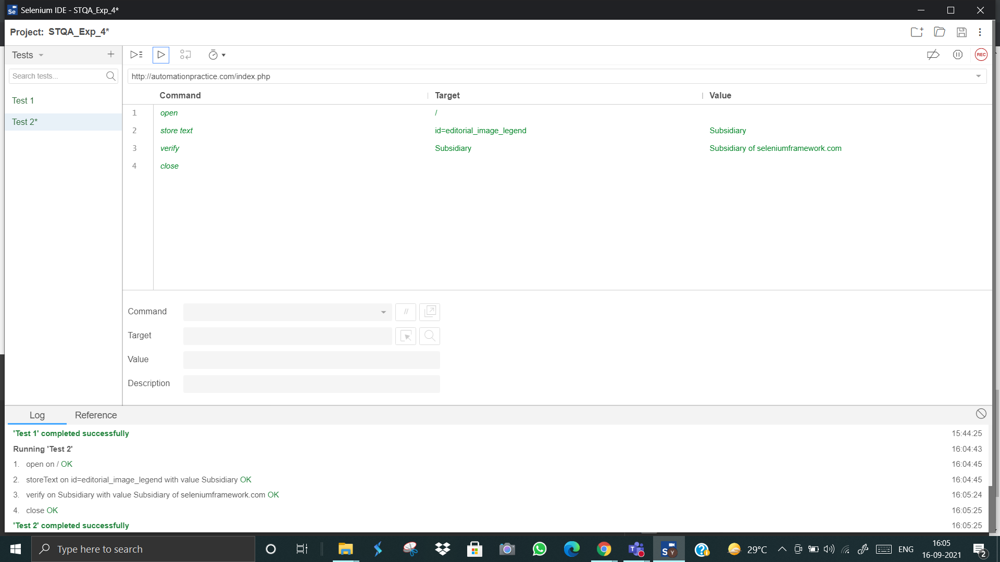 Selenium IDE - STQA_Exp_4*
Project: STQA_Exp_4*
Tests
Search tests...
Test 1
Test 2*
REC
http://automationpractice.com/index.php
Command Target Value
1 open /
2 store text id=editorial_image_legend Subsidiary
3 verify Subsidiary Subsidiary of seleniumframework.com
4 close
Command //
Target
Value
Description
Log Reference
'Test 1' completed successfully 15:44:25
Running 'Test 2' 16:04:43
1. open on / OK 16:04:45
2. storeText on id=editorial_image_legend with value Subsidiary OK 16:04:45
3. verify on Subsidiary with value Subsidiary of seleniumframework.com OK 16:05:24
4. close OK 16:05:25
'Test 2' completed successfully 16:05:25
Type here to search
29°C
ENG
16:05
16-09-2021
2